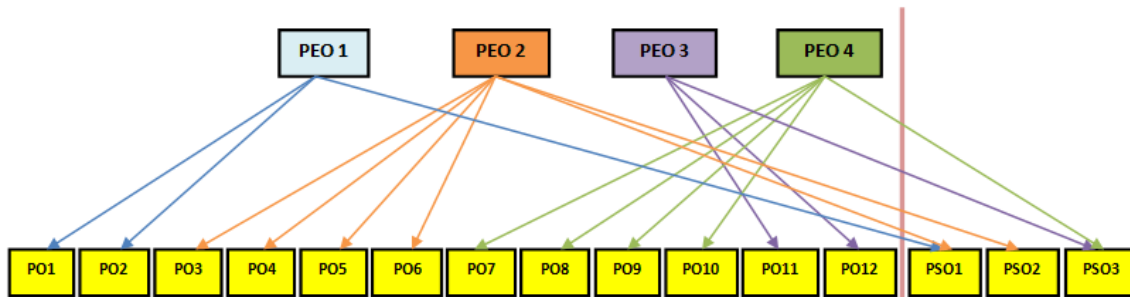 PEO 1 PEO 2 PEO 3 PEO 4
PO1 PO2 PO3 PO4 PO5 PO6 PO7 PO8 PO9 PO10 PO11 PO12 PSO1 PSO2 PSO3